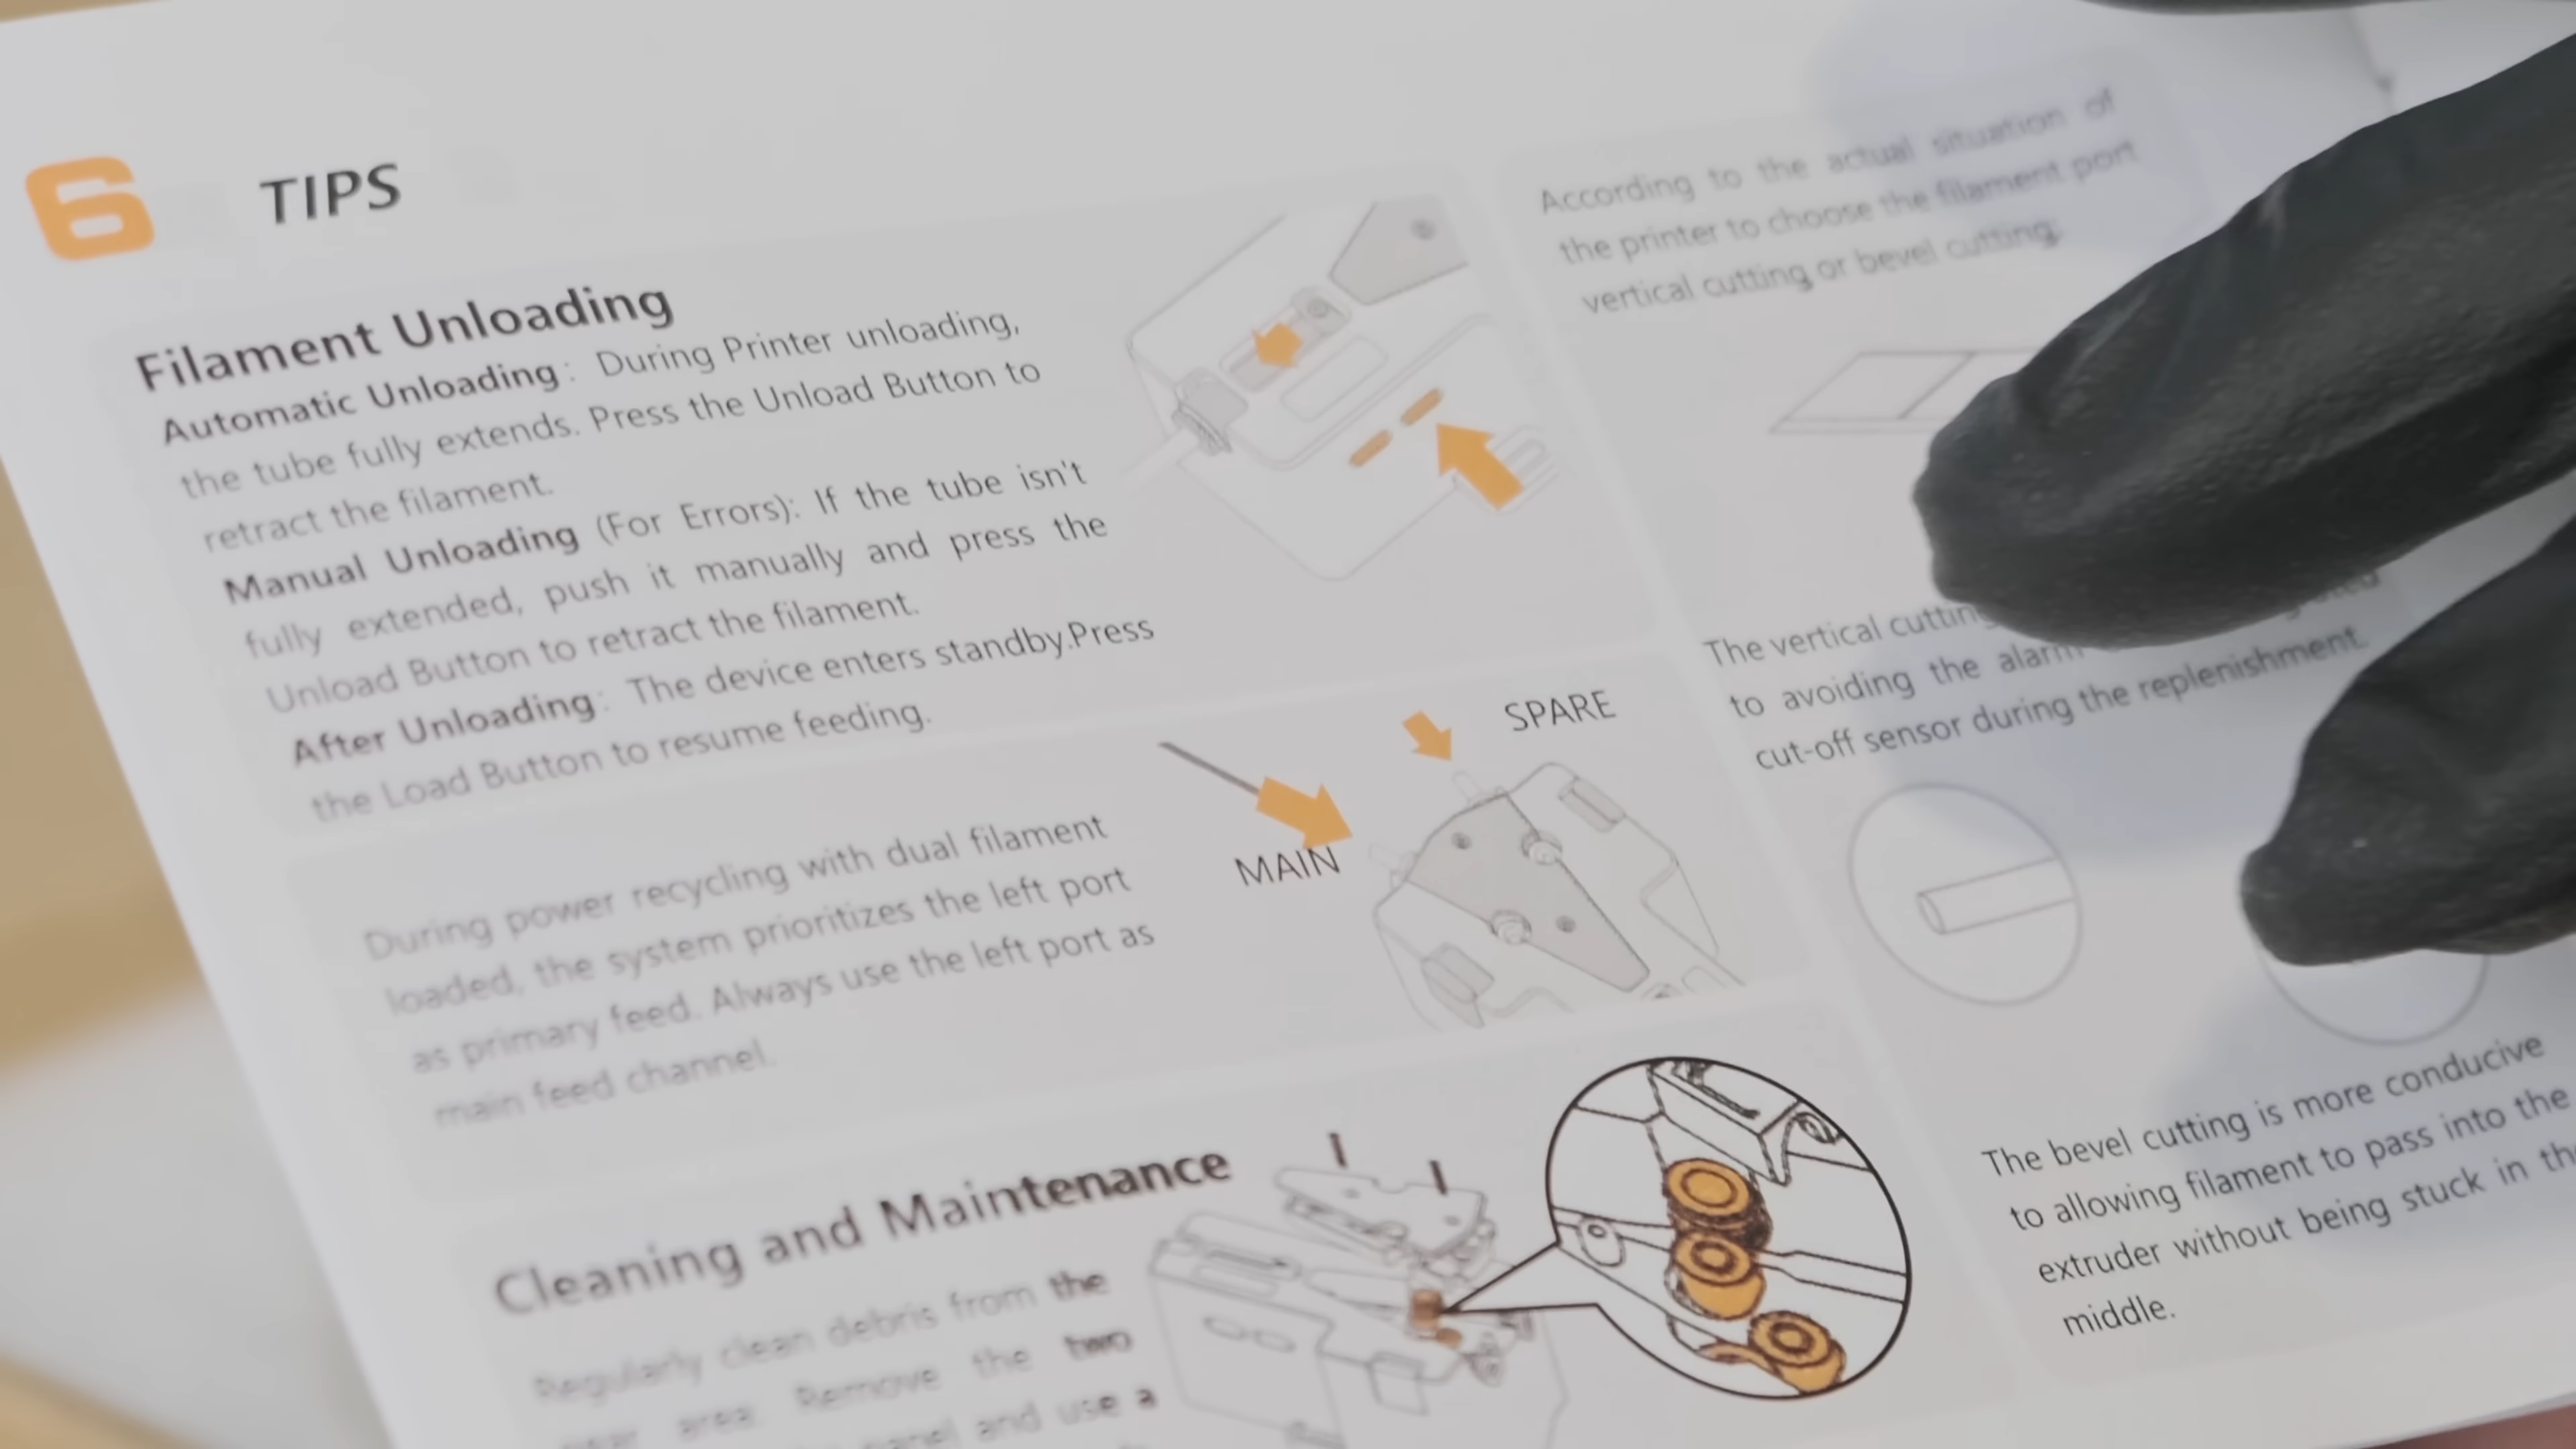 6 TIPS
Filament Unloading
Automatic Unloading: During Printer unloading,
the tube fully extends. Press the Unload Button to
retract the filament.
Manual Unloading (For Errors): If the tube isn't
fully extended, push it manually and press the
Unload Button to retract the filament.
After Unloading: The device enters standby.Press
the Load Button to resume feeding.
SPARE
MAIN
During power recycling with dual filament
loaded, the system prioritizes the left port
as primary feed. Always use the left port as
main feed channel.
Cleaning and Maintenance
Regularly clean debris from the
area. Remove the two
panel and use a
According to the actual situation of
the printer to choose the filament port
vertical cutting or bevel cutting:
The vertical cutting
to avoiding the alarm
cut-off sensor during the replenishment.
The bevel cutting is more conducive
to allowing filament to pass into the
extruder without being stuck in the
middle.